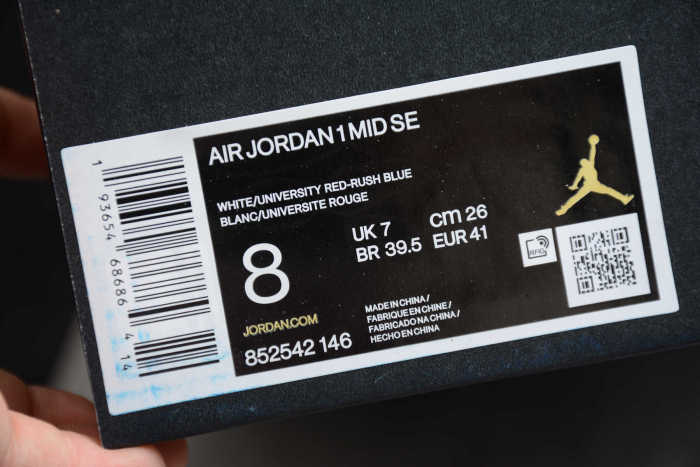 AIR JORDAN 1 MID SE
WHITE/UNIVERSITY RED-RUSH BLUE
BLANC/UNIVERSITE ROUGE
8
UK 7
cm 26
BR 39.5
EUR 41
RFID
JORDAN.COM
852542 146
MADE IN CHINA/
FABRIQUE EN CHINE/
FABRICADO NA CHINA/
HECHO EN CHINA
1 93654 68686 4 14